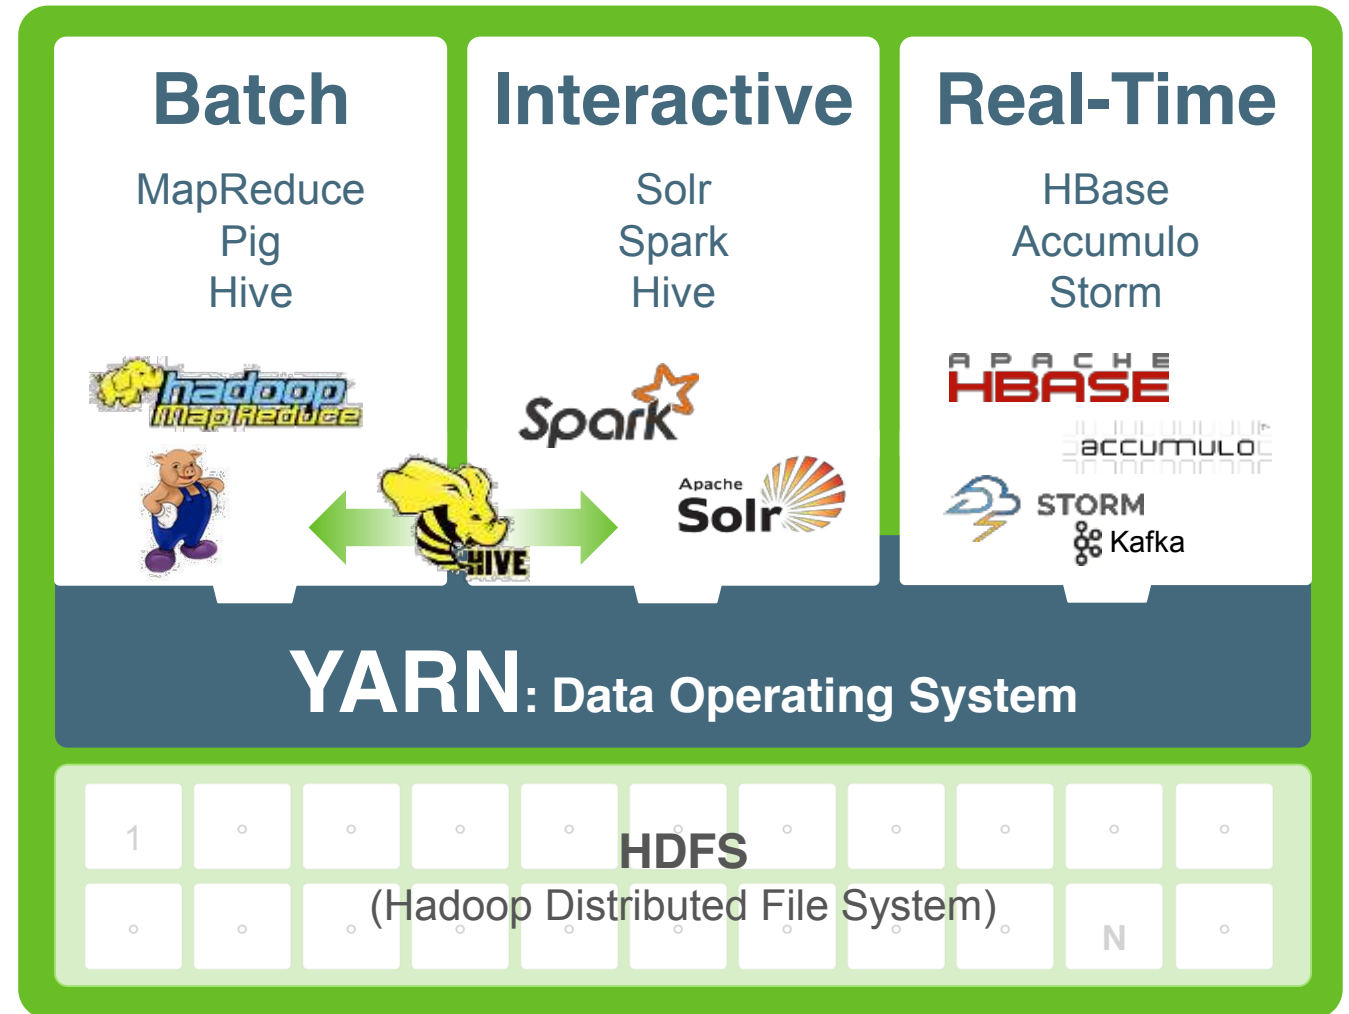 Batch
MapReduce
Pig
Hive
hadoop
Map Reduce
Interactive
Solr
Spark
Hive
Spark
Apache
Solr
HIVE
Real-Time
HBase
Accumulo
Storm
APACHE
HBASE
accumulo
STORM
Kafka
YARN: Data Operating System
1
HDFS
(Hadoop Distributed File System)
N